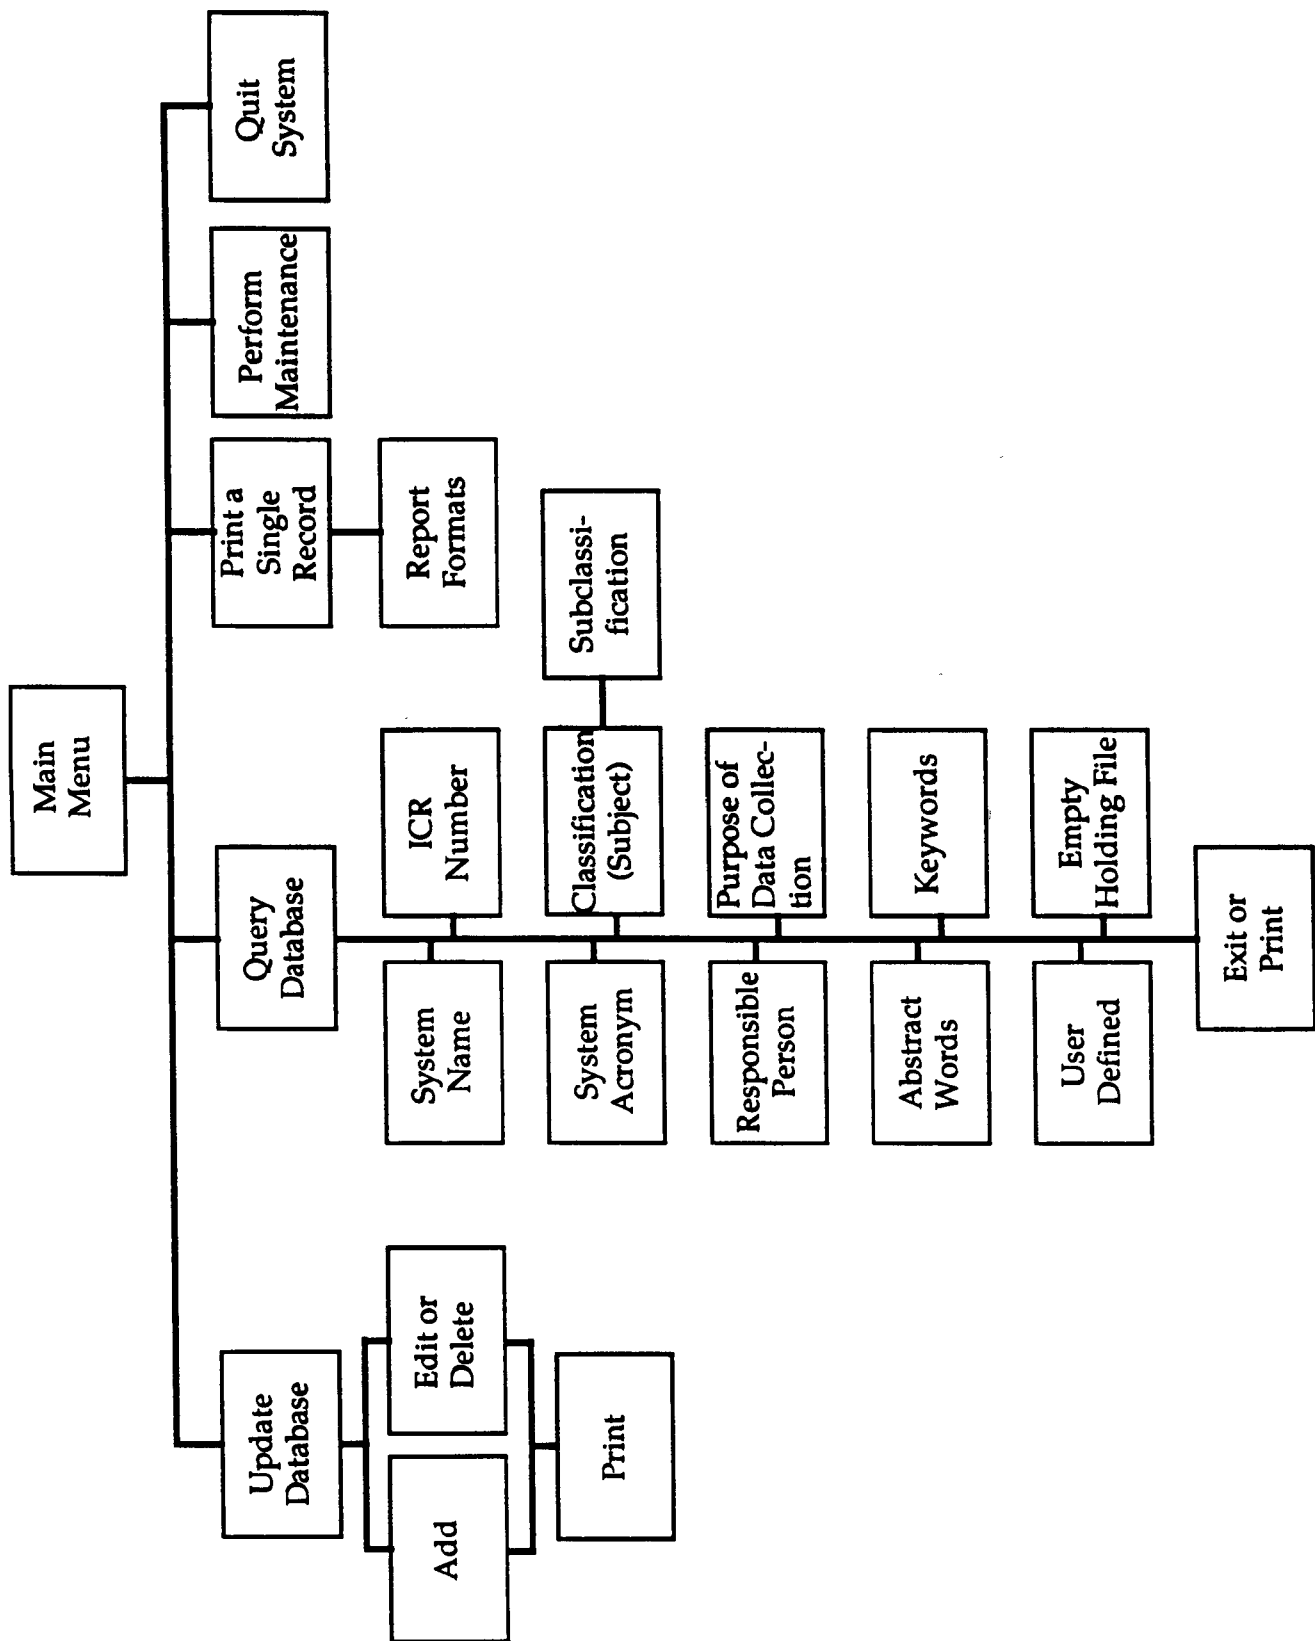 Main
Menu
Update
Database
Query
Database
Print a
Single
Record
Perform
Maintenance
Quit
System
Add
Edit or
Delete
Print
System
Name
ICR
Number
System
Acronym
Classification
(Subject)
Subclassi-
fication
Responsible
Person
Purpose of
Data Collec-
tion
Abstract
Words
Keywords
User
Defined
Empty
Holding File
Exit or
Print
Report
Formats